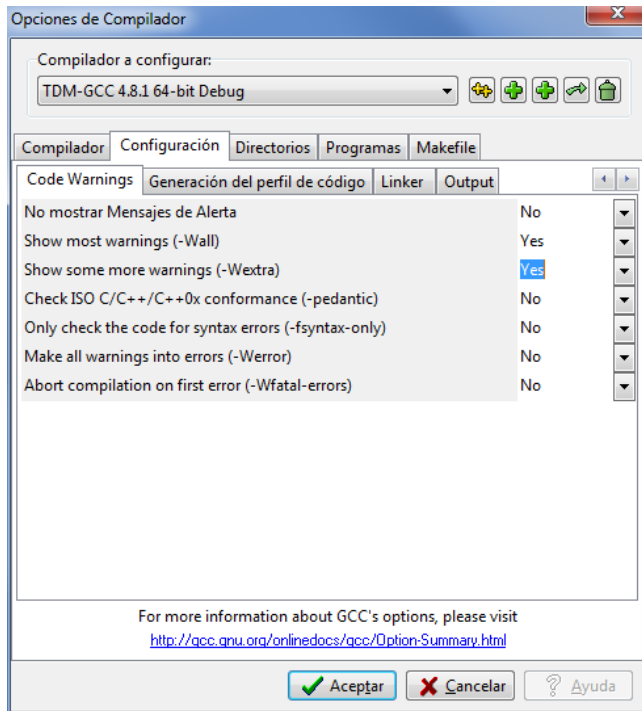 Opciones de Compilador
Compilador a configurar:
TDM-GCC 4.8.1 64-bit Debug
Compilador Configuración Directorios Programas Makefile
Code Warnings Generación del perfil de código Linker Output
No mostrar Mensajes de Alerta No
Show most warnings (-Wall) Yes
Show some more warnings (-Wextra) Yes
Check ISO C/C++/C++0x conformance (-pedantic) No
Only check the code for syntax errors (-fsyntax-only) No
Make all warnings into errors (-Werror) No
Abort compilation on first error (-Wfatal-errors) No
For more information about GCC's options, please visit
http://gcc.gnu.org/onlinedocs/gcc/Option-Summary.html
Aceptar Cancelar Ayuda